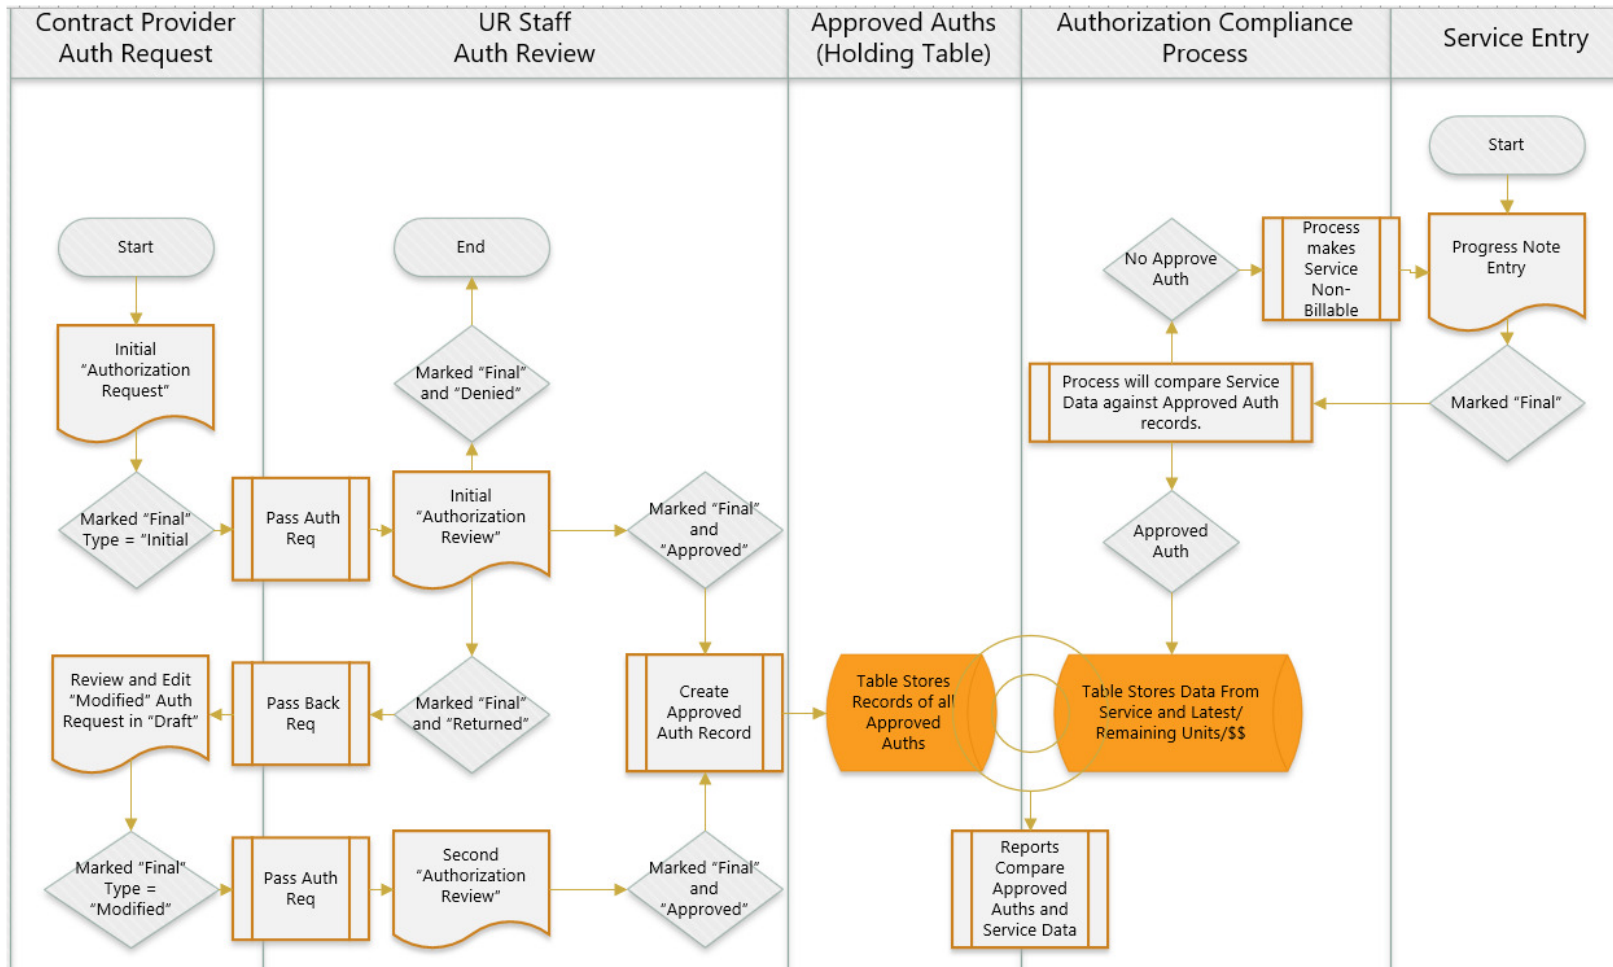 Contract Provider
Auth Request
UR Staff
Auth Review
Approved Auths
(Holding Table)
Authorization Compliance
Process
Service Entry
Start
Initial
“Authorization
Request”
Marked “Final”
Type = “Initial
Pass Auth
Req
End
Marked “Final”
and “Denied”
Initial
“Authorization
Review”
Marked “Final”
and
“Approved”
Marked “Final”
and “Returned”
Pass Back
Req
Review and Edit
“Modified” Auth
Request in “Draft”
Marked “Final”
Type =
“Modified”
Pass Auth
Req
Second
“Authorization
Review”
Marked “Final”
and
“Approved”
Create
Approved
Auth Record
Table Stores
Records of all
Approved
Auths
Start
Progress Note
Entry
Marked “Final”
Process will compare Service
Data against Approved Auth
records.
No Approve
Auth
Process
makes
Service
Non-
Billable
Approved
Auth
Table Stores Data From
Service and Latest/
Remaining Units/$$
Reports
Compare
Approved
Auths and
Service Data